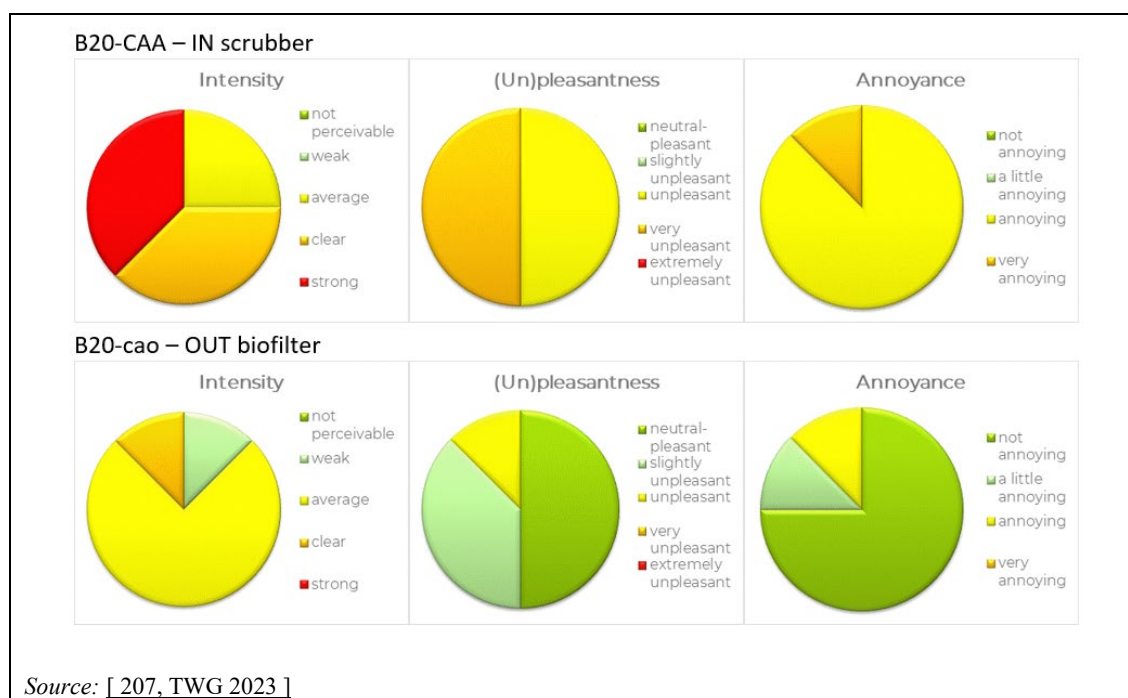 B20-CAA – IN scrubber
Intensity
not
perceivable
weak
average
clear
strong
(Un)pleasantness
neutral-
pleasant
slightly
unpleasant
unpleasant
very
unpleasant
extremely
unpleasant
Annoyance
not
annoying
a little
annoying
annoying
very
annoying
B20-cao – OUT biofilter
Intensity
not
perceivable
weak
average
clear
strong
(Un)pleasantness
neutral-
pleasant
slightly
unpleasant
unpleasant
very
unpleasant
extremely
unpleasant
Annoyance
not
annoying
a little
annoying
annoying
very
annoying
Source: [ 207, TWG 2023 ]